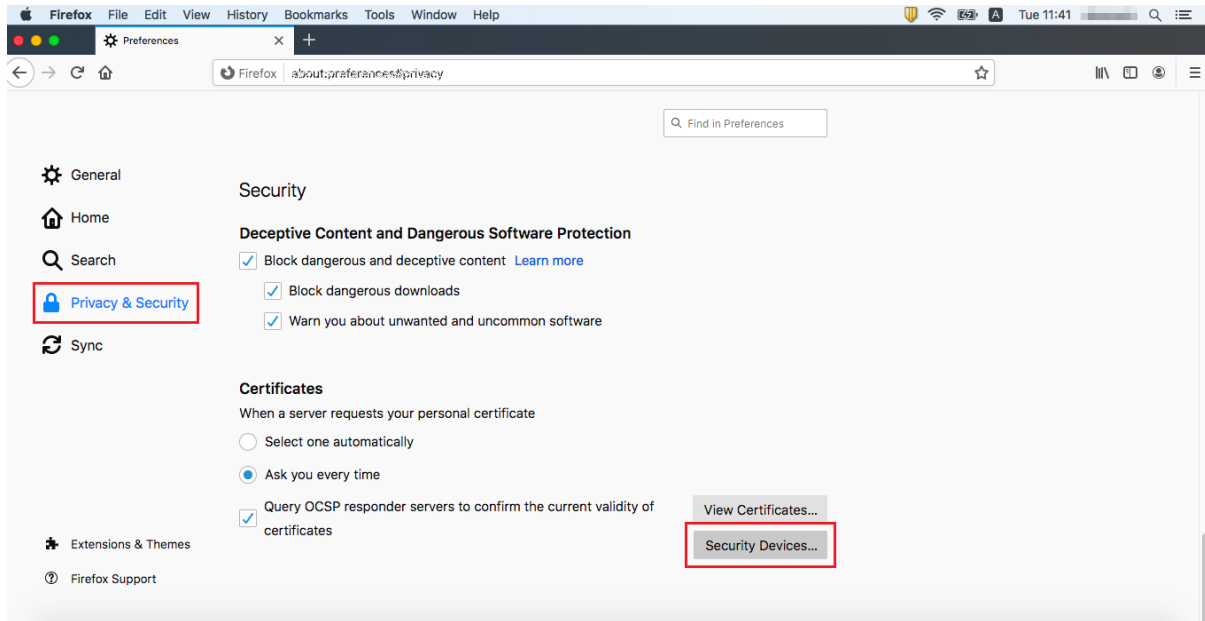 Firefox File Edit View History Bookmarks Tools Window Help
A Tue 11:41
Preferences
Firefox about:preferences#privacy
Find in Preferences
General
Home
Search
Privacy & Security
Sync
Extensions & Themes
Firefox Support
Security
Deceptive Content and Dangerous Software Protection
Block dangerous and deceptive content Learn more
Block dangerous downloads
Warn you about unwanted and uncommon software
Certificates
When a server requests your personal certificate
Select one automatically
Ask you every time
Query OCSP responder servers to confirm the current validity of
certificates
View Certificates...
Security Devices...